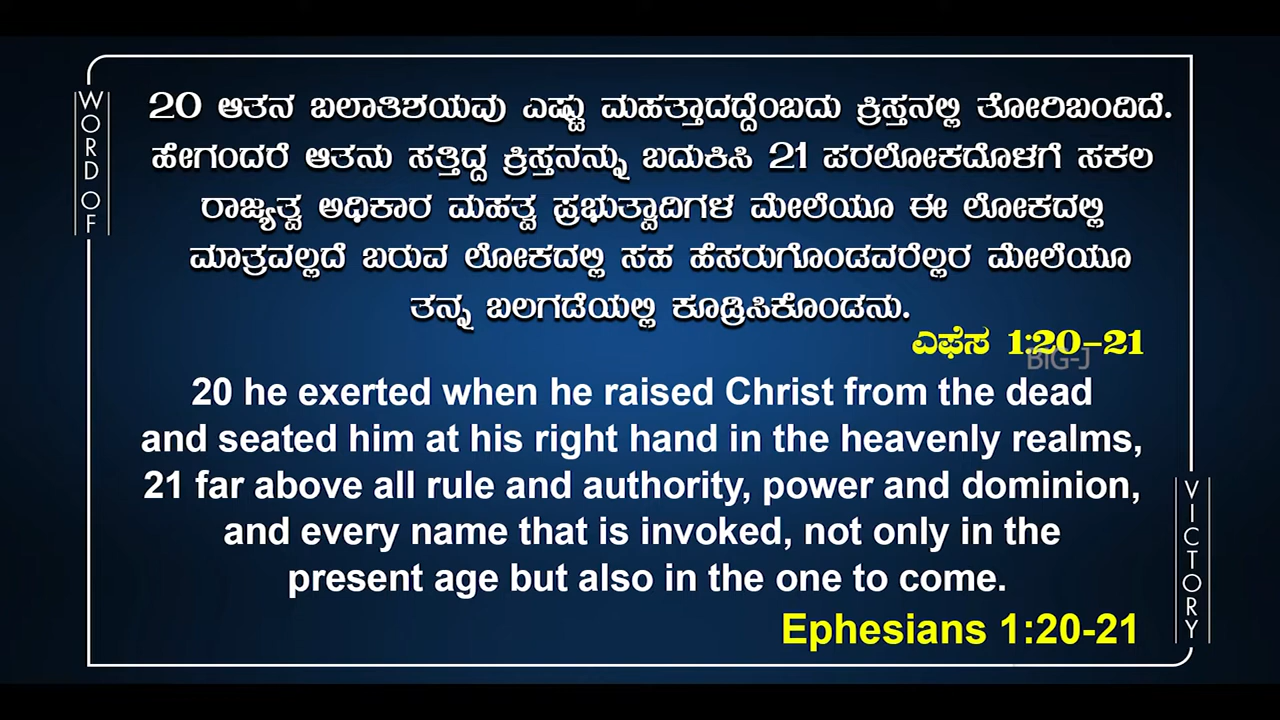 WORD OF
20 ಆತನ ಬಲಾತಿಶಯವು ಎಷ್ಟು ಮಹತ್ತಾದದ್ದೆಂಬದು ಕ್ರಿಸ್ತನಲ್ಲಿ ತೋರಿಬಂದಿದೆ.
ಹೇಗಂದರೆ ಆತನು ಸತ್ತಿದ್ದ ಕ್ರಿಸ್ತನನ್ನು ಬದುಕಿಸಿ 21 ಪರಲೋಕದೊಳಗೆ ಸಕಲ
ರಾಜ್ಯತ್ವ ಅಧಿಕಾರ ಮಹತ್ವ ಪ್ರಭುತ್ವಾದಿಗಳ ಮೇಲೆಯೂ ಈ ಲೋಕದಲ್ಲಿ
ಮಾತ್ರವಲ್ಲದೆ ಬರುವ ಲೋಕದಲ್ಲಿ ಸಹ ಹೆಸರುಗೊಂಡವರೆಲ್ಲರ ಮೇಲೆಯೂ
ತನ್ನ ಬಲಗಡೆಯಲ್ಲಿ ಕೂಡ್ರಿಸಿಕೊಂಡನು.
ಎಫೆಸ 1:20-21
BIG-J
20 he exerted when he raised Christ from the dead
and seated him at his right hand in the heavenly realms,
21 far above all rule and authority, power and dominion,
and every name that is invoked, not only in the
present age but also in the one to come.
Ephesians 1:20-21
VICTORY